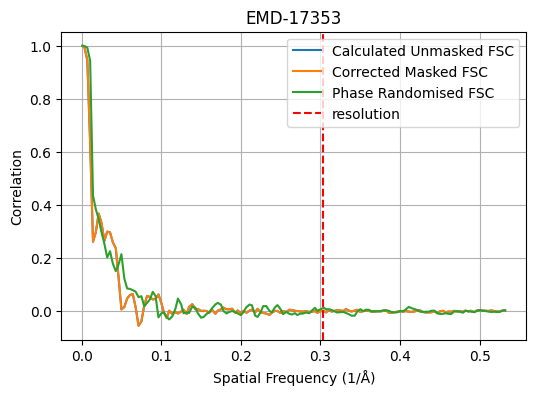 EMD-17353
1.0
0.8
0.6
0.4
0.2
0.0
Correlation
Calculated Unmasked FSC
Corrected Masked FSC
Phase Randomised FSC
resolution
0.0 0.1 0.2 0.3 0.4 0.5
Spatial Frequency (1/Å)